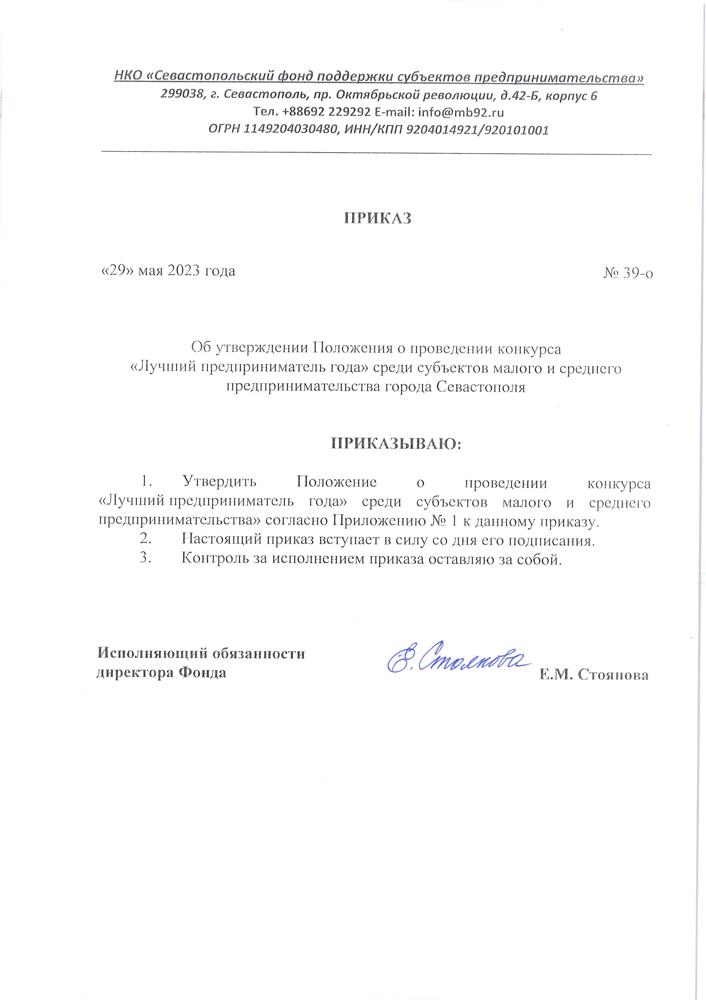 НКО «Севастопольский фонд поддержки субъектов предпринимательства»
299038, г. Севастополь, пр. Октябрьской революции, д.42-Б, корпус 6
Тел. +88692 229292 E-mail: info@mb92.ru
ОГРН 1149204030480, ИНН/КПП 9204014921/920101001
ПРИКАЗ
«29» мая 2023 года № 39-о
Об утверждении Положения о проведении конкурса
«Лучший предприниматель года» среди субъектов малого и среднего
предпринимательства города Севастополя
ПРИКАЗЫВАЮ:
1. Утвердить Положение о проведении конкурса
«Лучший предприниматель года» среди субъектов малого и среднего
предпринимательства» согласно Приложению № 1 к данному приказу.
2. Настоящий приказ вступает в силу со дня его подписания.
3. Контроль за исполнением приказа оставляю за собой.
Исполняющий обязанности
директора Фонда Е. Стоянова Е.М. Стоянова